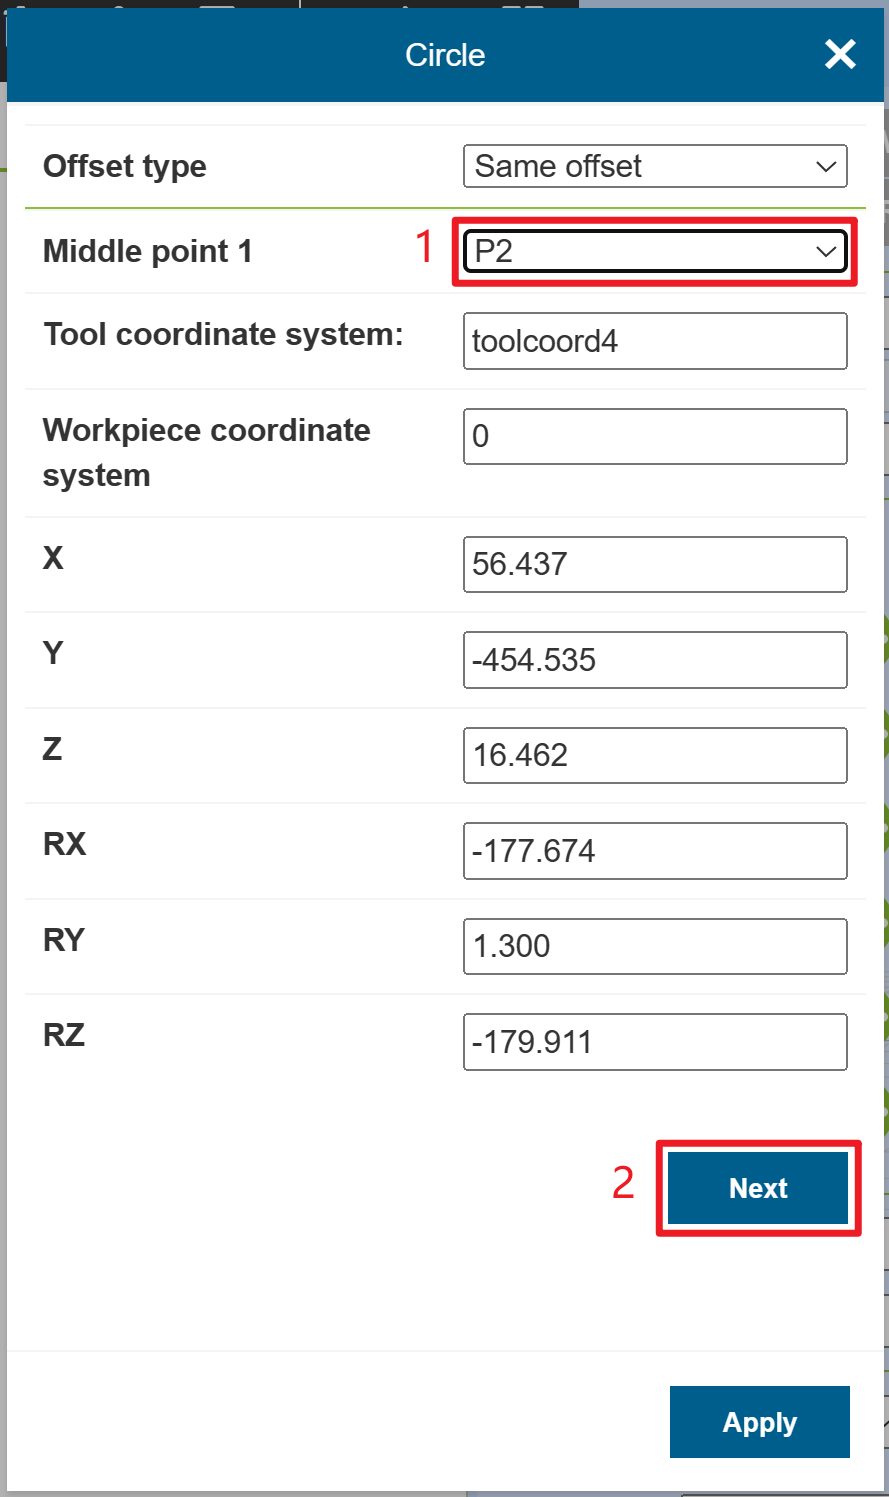 Circle
Offset type
Same offset
Middle point 1
1
P2
Tool coordinate system:
toolcoord4
Workpiece coordinate
system
0
X
56.437
Y
-454.535
Z
16.462
RX
-177.674
RY
1.300
RZ
-179.911
2
Next
Apply